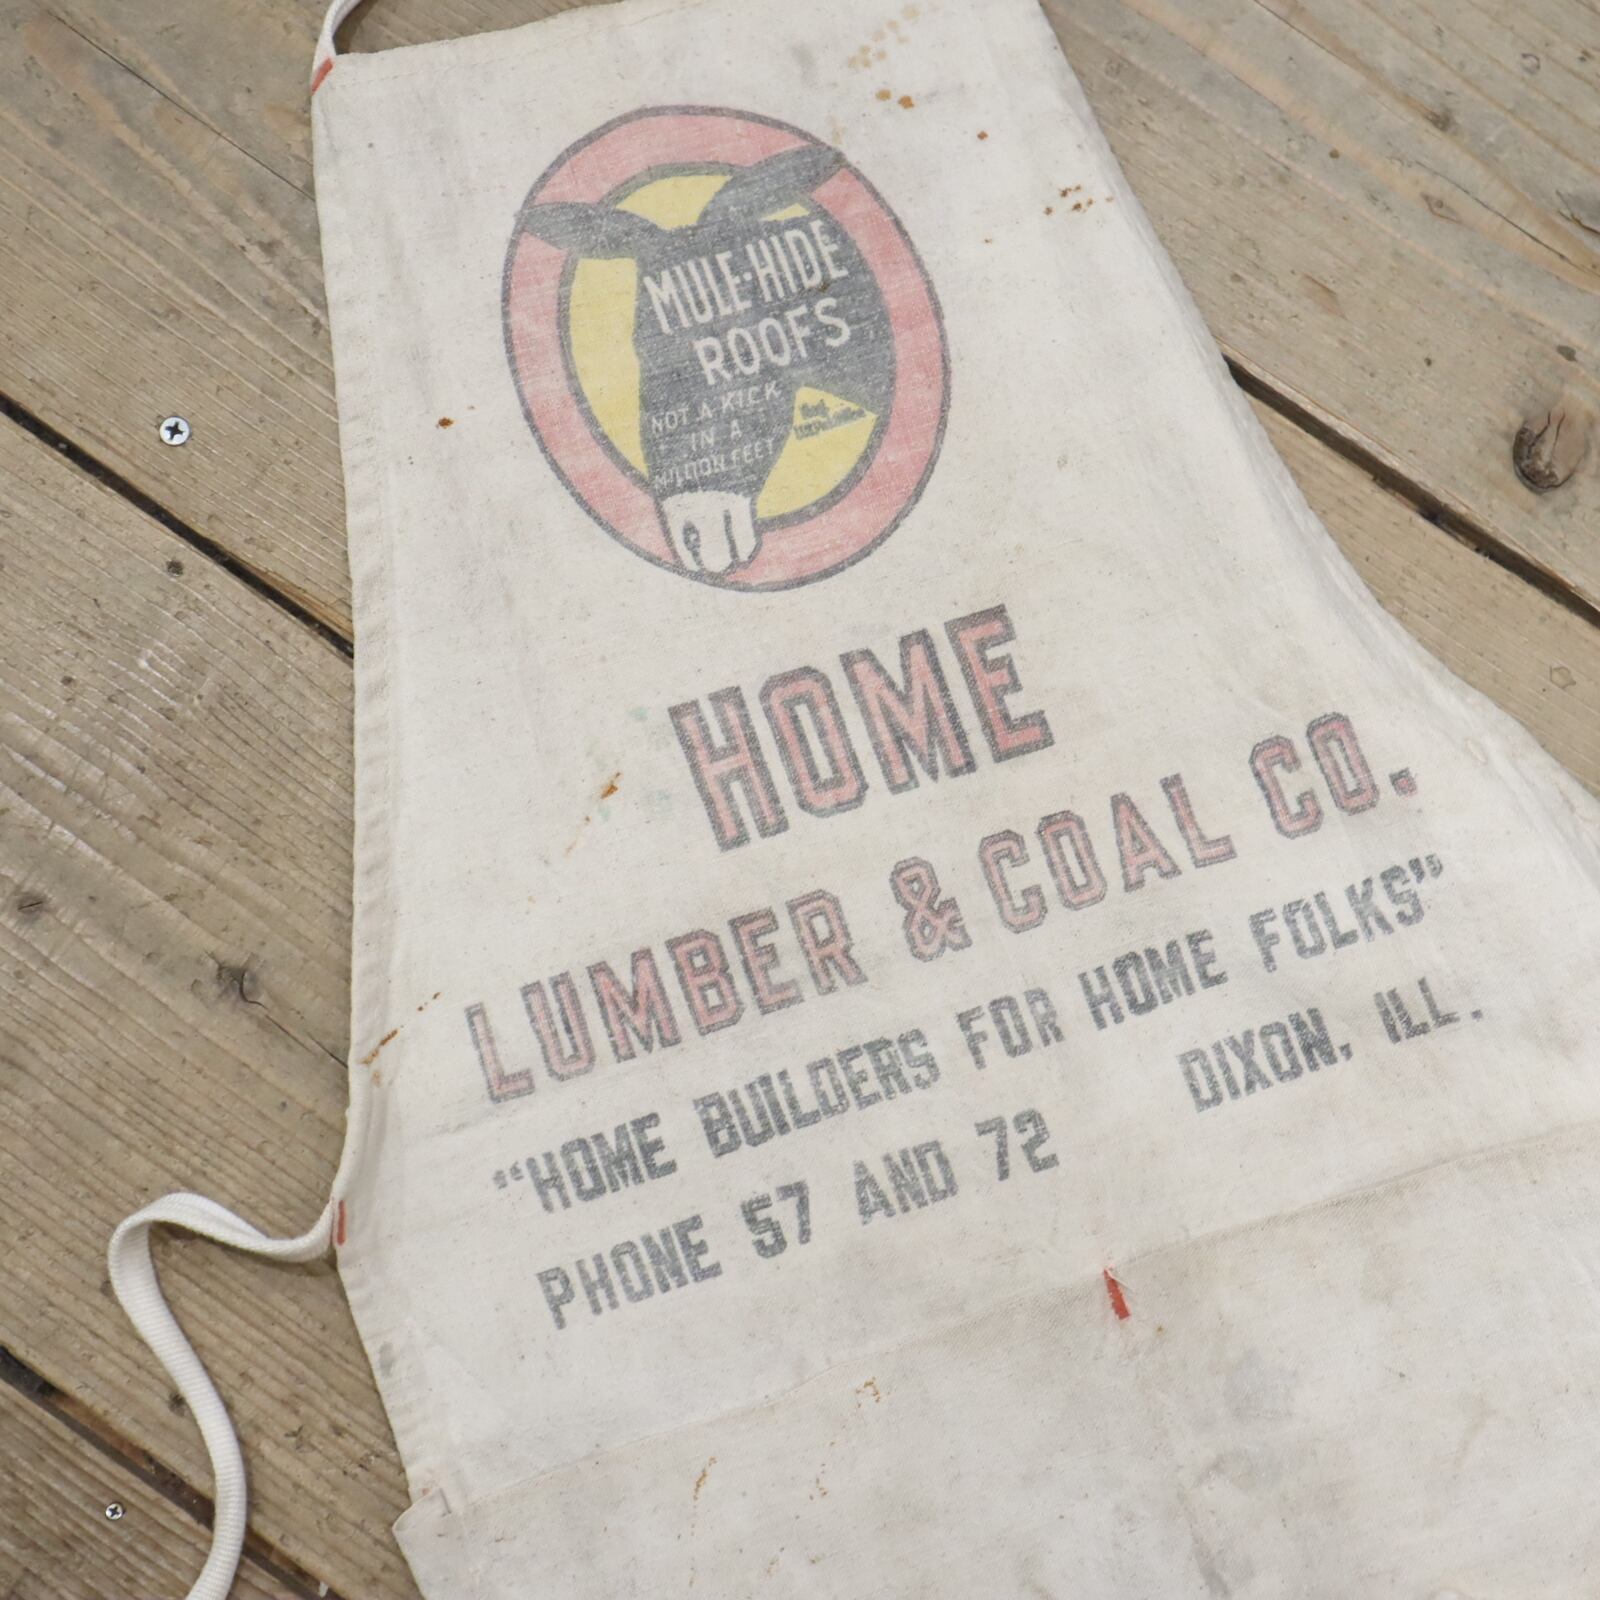 MULE-HIDE
ROOFS
NOT A KICK
IN A
MILLION FEET
HOME
LUMBER & COAL CO.
"HOME BUILDERS FOR HOME FOLKS"
PHONE 57 AND 72 DIXON, ILL.